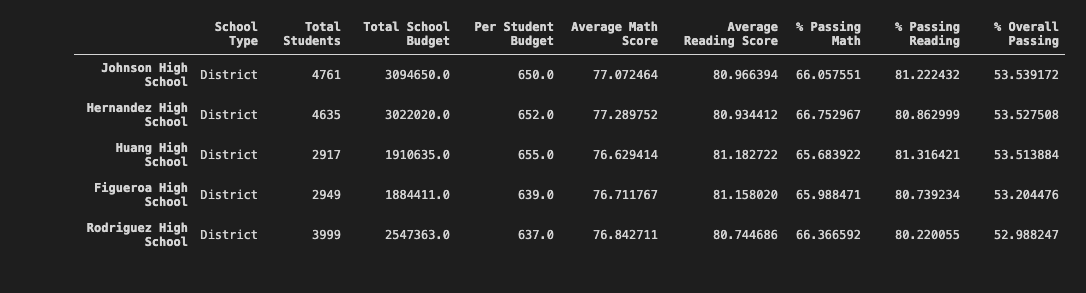 School Total Total School Per Student Average Math Average % Passing % Passing % Overall
Type Students Budget Budget Score Reading Score Math Reading Passing
Johnson High
School District 4761 3094650.0 650.0 77.072464 80.966394 66.057551 81.222432 53.539172
Hernandez High
School District 4635 3022020.0 652.0 77.289752 80.934412 66.752967 80.862999 53.527508
Huang High
School District 2917 1910635.0 655.0 76.629414 81.182722 65.683922 81.316421 53.513884
Figueroa High
School District 2949 1884411.0 639.0 76.711767 81.158020 65.988471 80.739234 53.204476
Rodriguez High
School District 3999 2547363.0 637.0 76.842711 80.744686 66.366592 80.220055 52.988247